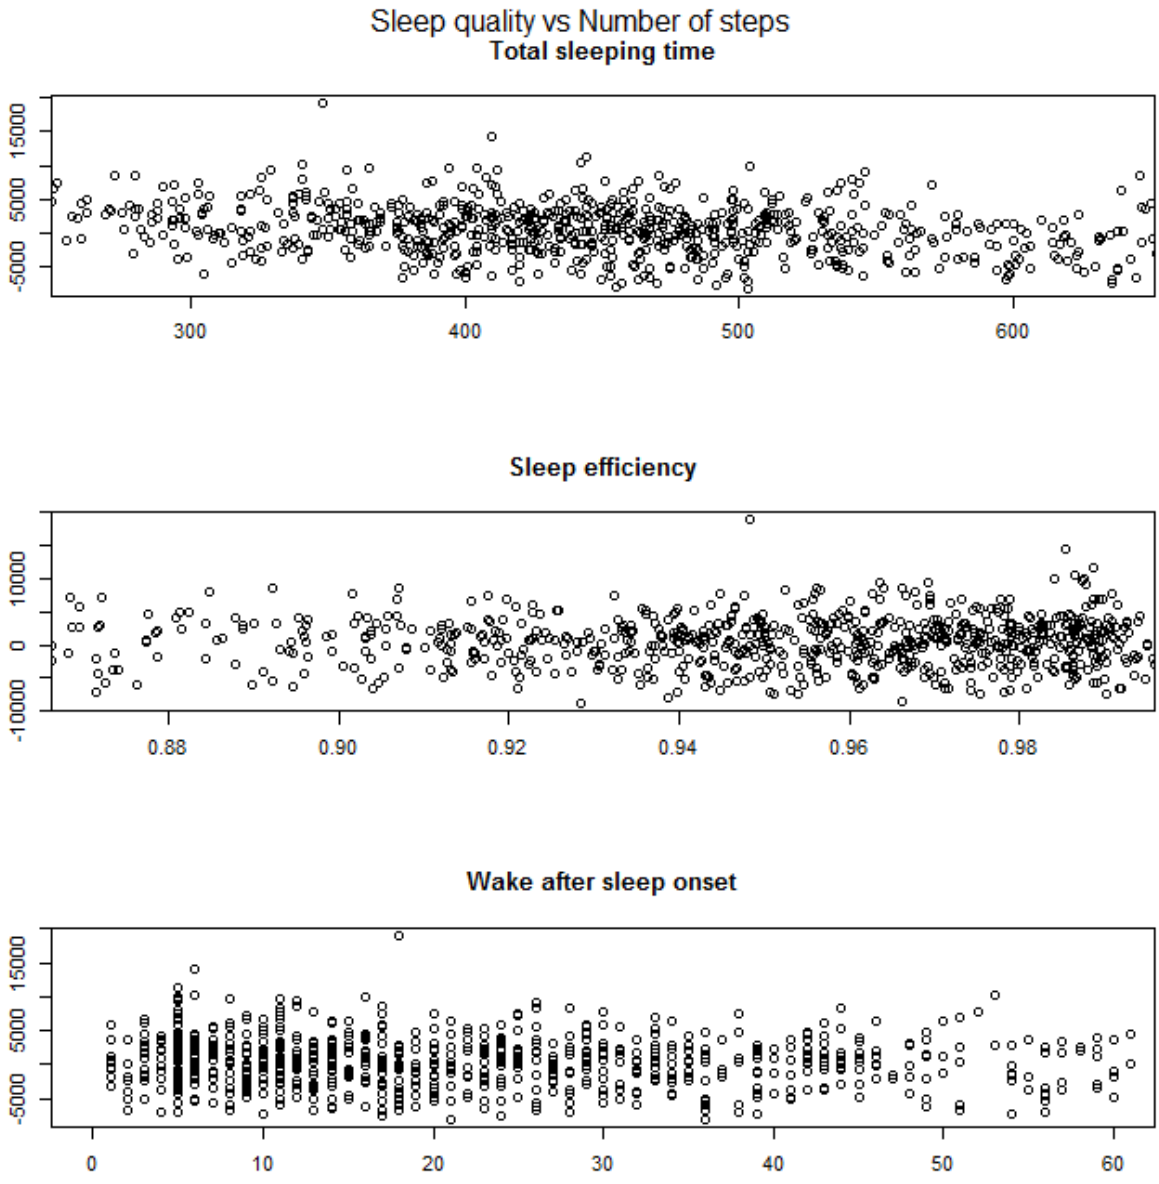 Sleep quality vs Number of steps
Total sleeping time
15000
5000
-5000
300 400 500 600
Sleep efficiency
10000
0
-10000
0.88 0.90 0.92 0.94 0.96 0.98
Wake after sleep onset
15000
5000
-5000
0 10 20 30 40 50 60